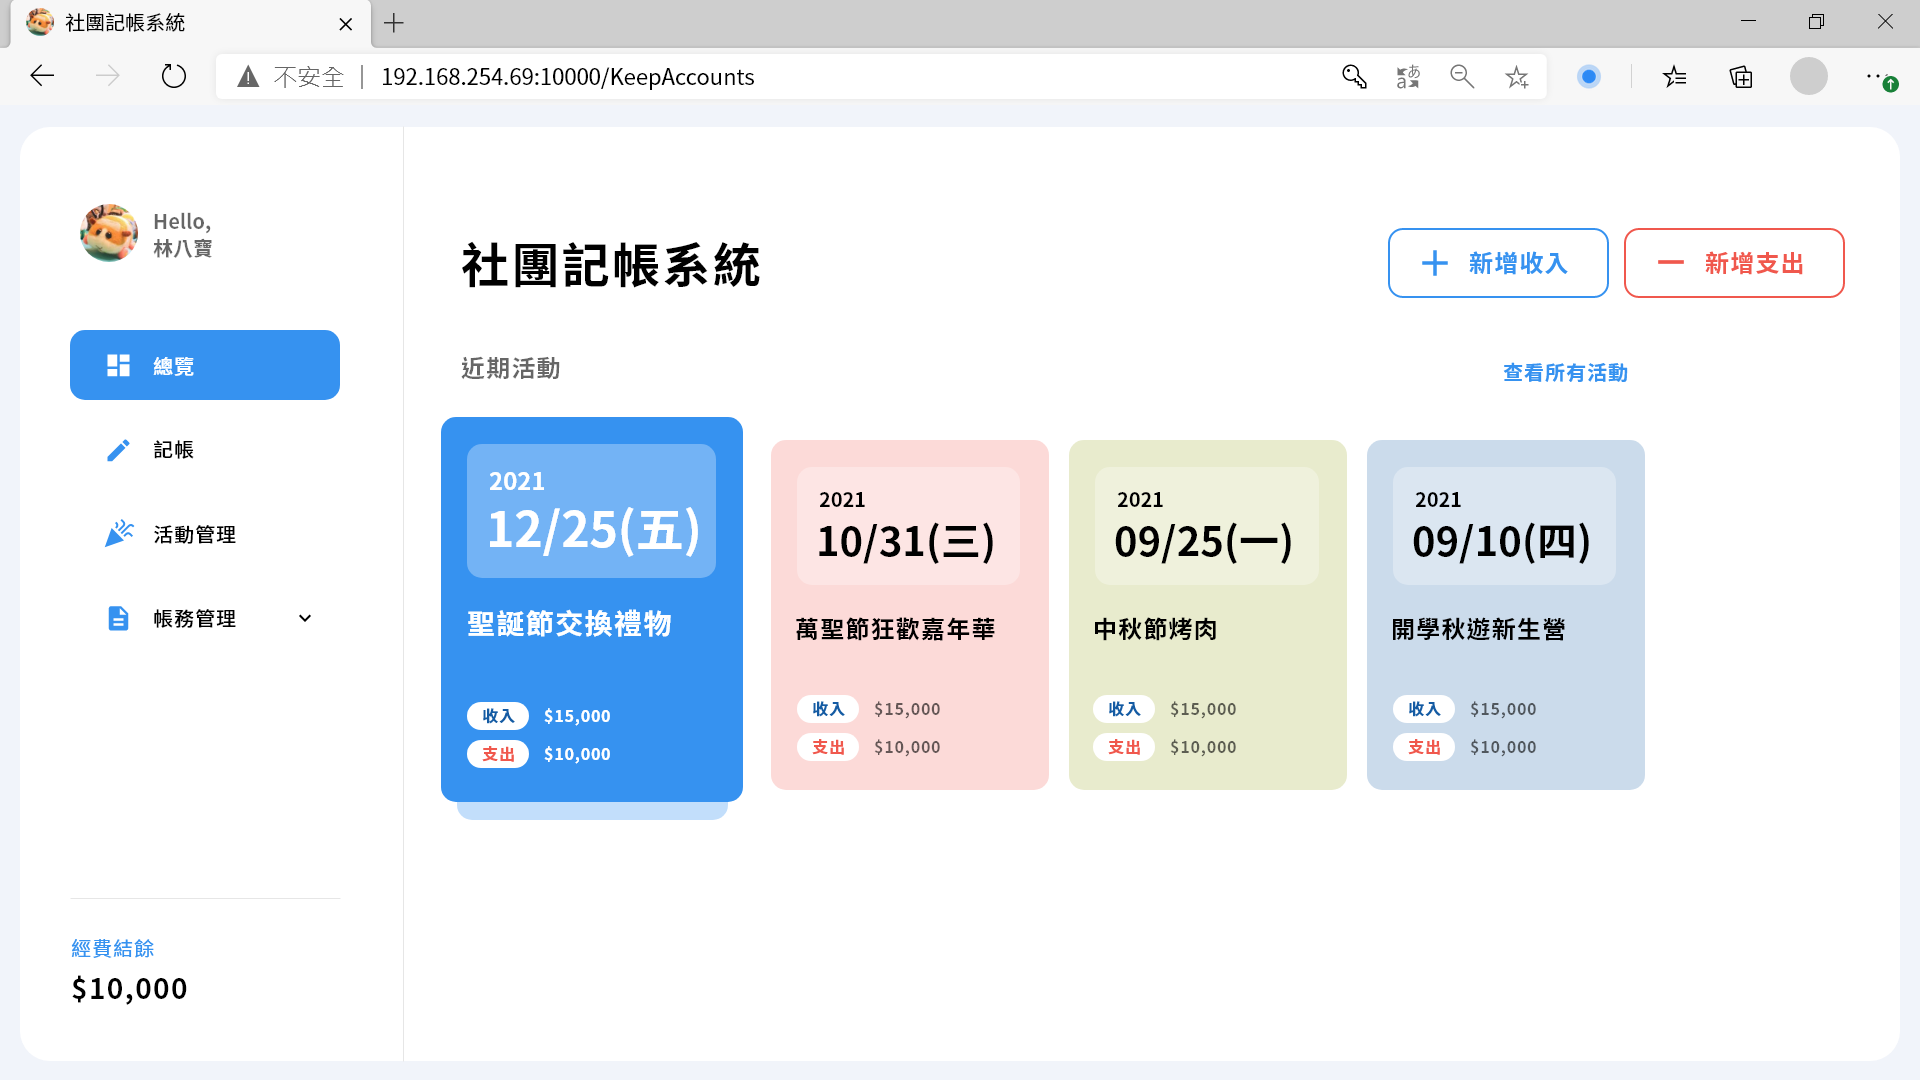 社團記帳系統
不安全
192.168.254.69:10000/KeepAccounts
Hello,
林八寶
總覽
記帳
活動管理
帳務管理
經費結餘
$10,000
社團記帳系統
新增收入
新增支出
近期活動
查看所有活動
2021
12/25(五)
聖誕節交換禮物
收入 $15,000
支出 $10,000
2021
10/31(三)
萬聖節狂歡嘉年華
收入 $15,000
支出 $10,000
2021
09/25(一)
中秋節烤肉
收入 $15,000
支出 $10,000
2021
09/10(四)
開學秋遊新生營
收入 $15,000
支出 $10,000